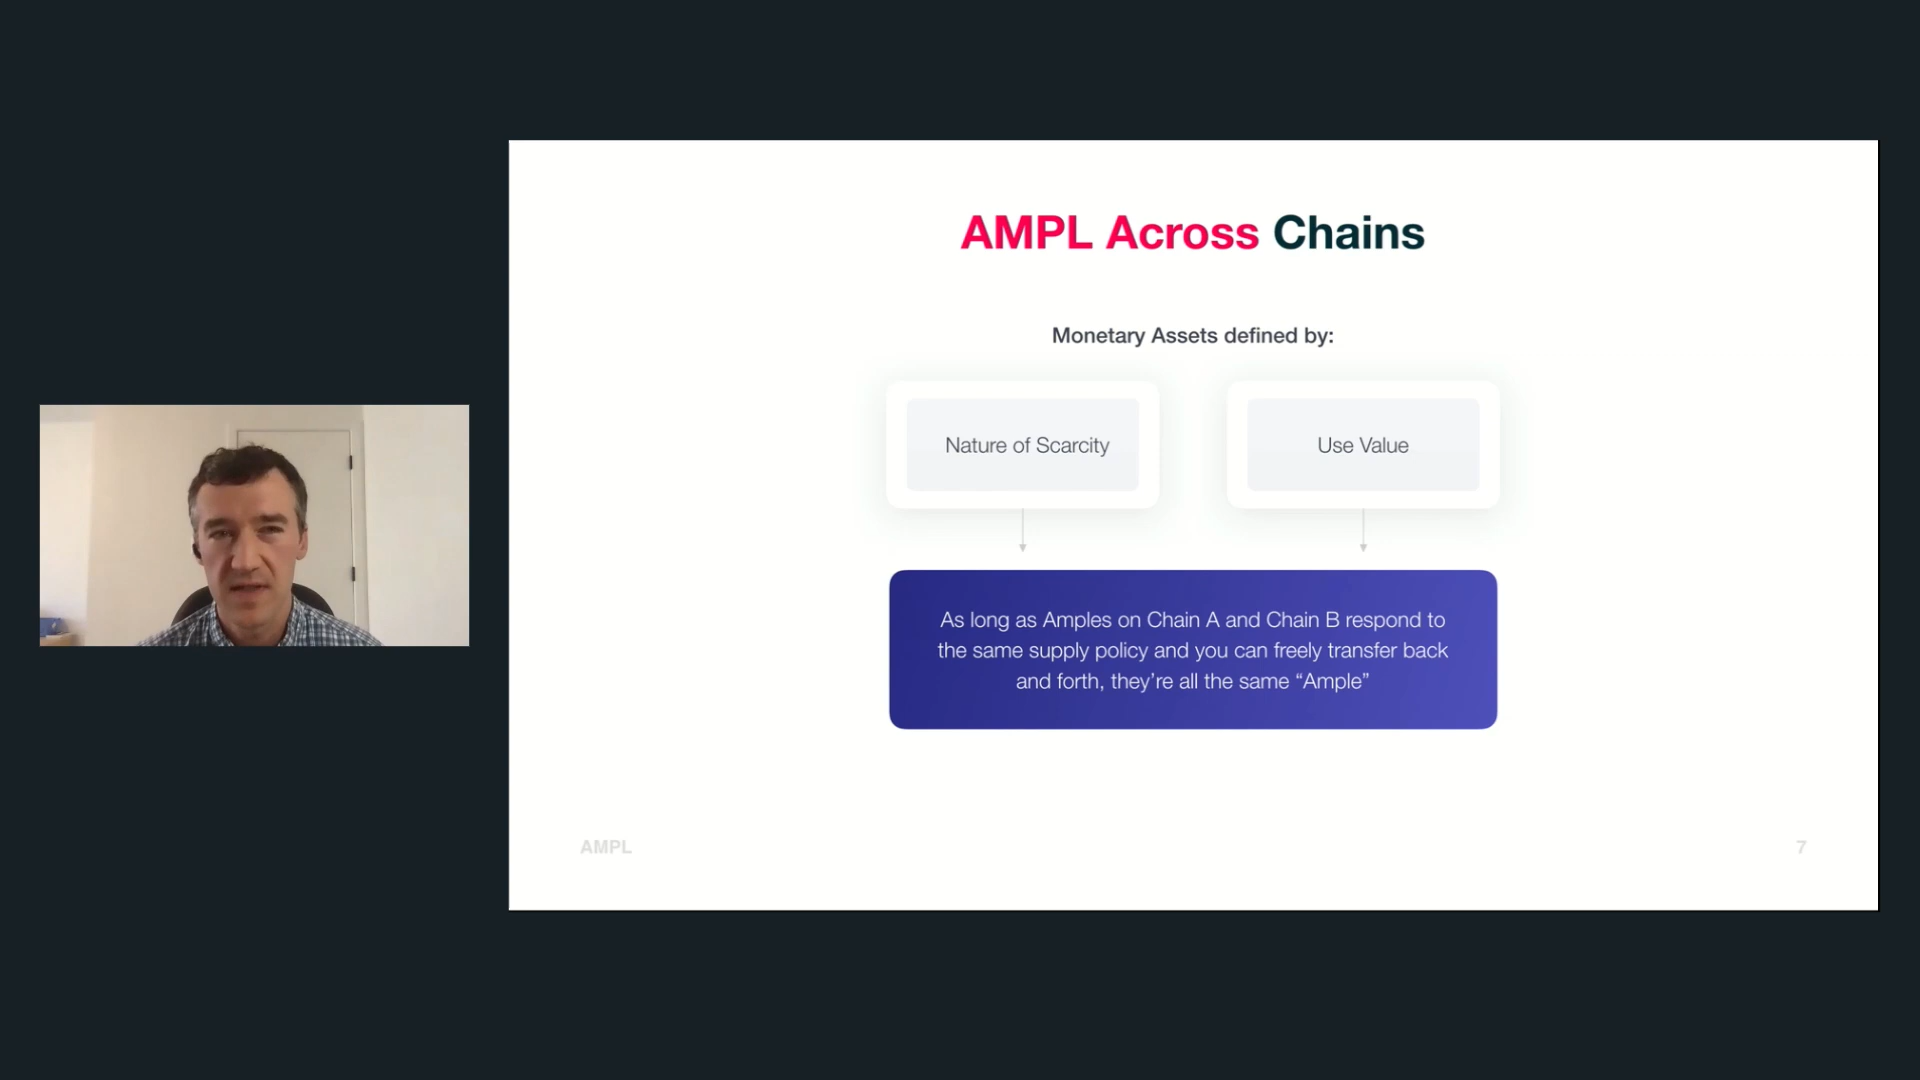 AMPL Across Chains
Monetary Assets defined by:
Nature of Scarcity
Use Value
As long as Amples on Chain A and Chain B respond to
the same supply policy and you can freely transfer back
and forth, they’re all the same “Ample”
AMPL
7